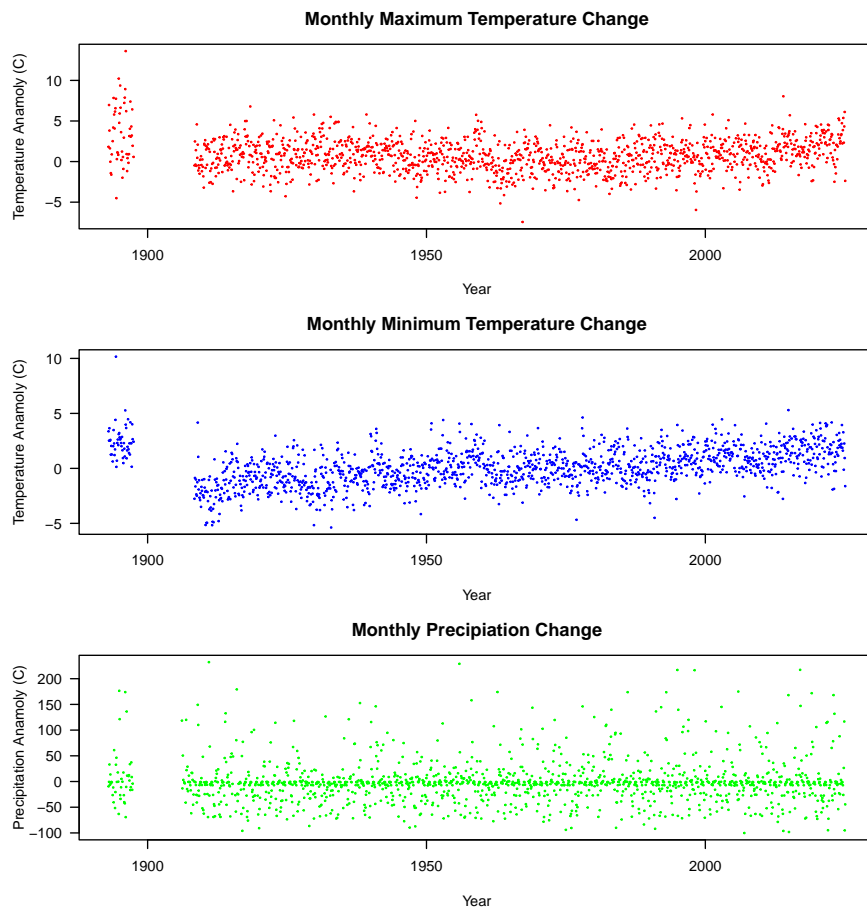 Monthly Maximum Temperature Change
Temperature Anamoly (C)
10
5
0
−5
1900
1950
2000
Year
Monthly Minimum Temperature Change
Temperature Anamoly (C)
10
5
0
−5
1900
1950
2000
Year
Monthly Precipiation Change
Precipitation Anamoly (C)
200
150
100
50
0
−50
−100
1900
1950
2000
Year